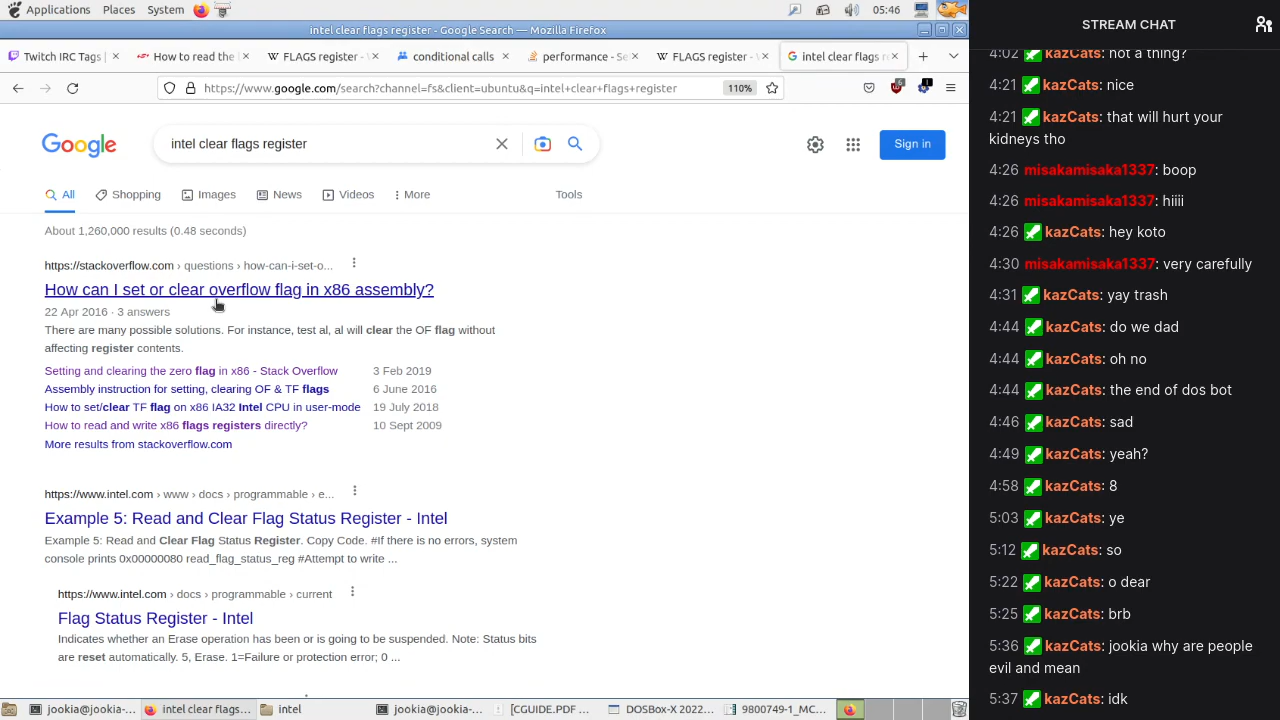 Applications Places System 05:46
intel clear flags register - Google Search — Mozilla Firefox
Twitch IRC Tags How to read the FLAGS register - conditional calls performance - Se FLAGS register - intel clear flags re
https://www.google.com/search?channel=fs&client=ubuntu&q=intel+clear+flags+register 110% 6 1
Google intel clear flags register Sign in
All Shopping Images News Videos More Tools
About 1,260,000 results (0.48 seconds)
https://stackoverflow.com › questions › how-can-i-set-o...
How can I set or clear overflow flag in x86 assembly?
22 Apr 2016 · 3 answers
There are many possible solutions. For instance, test al, al will clear the OF flag without
affecting register contents.
Setting and clearing the zero flag in x86 - Stack Overflow 3 Feb 2019
Assembly instruction for setting, clearing OF & TF flags 6 June 2016
How to set/clear TF flag on x86 IA32 Intel CPU in user-mode 19 July 2018
How to read and write x86 flags registers directly? 10 Sept 2009
More results from stackoverflow.com
https://www.intel.com › www › docs › programmable › e...
Example 5: Read and Clear Flag Status Register - Intel
Example 5: Read and Clear Flag Status Register. Copy Code. #If there is no errors, system
console prints 0x00000080 read_flag_status_reg #Attempt to write ...
https://www.intel.com › docs › programmable › current
Flag Status Register - Intel
Indicates whether an Erase operation has been or is going to be suspended. Note: Status bits
are reset automatically. 5, Erase. 1=Failure or protection error; 0 ...
jookia@jookia-... intel clear flags... intel jookia@jookia-... [CGUIDE.PDF ... DOSBox-X 2022... 9800749-1_MC...
STREAM CHAT
4:02 kazCats: not a thing?
4:21 kazCats: nice
4:21 kazCats: that will hurt your
kidneys tho
4:26 misakamisaka1337: boop
4:26 misakamisaka1337: hiiii
4:26 kazCats: hey koto
4:30 misakamisaka1337: very carefully
4:31 kazCats: yay trash
4:44 kazCats: do we dad
4:44 kazCats: oh no
4:44 kazCats: the end of dos bot
4:46 kazCats: sad
4:49 kazCats: yeah?
4:58 kazCats: 8
5:03 kazCats: ye
5:12 kazCats: so
5:22 kazCats: o dear
5:25 kazCats: brb
5:36 kazCats: jookia why are people
evil and mean
5:37 kazCats: idk